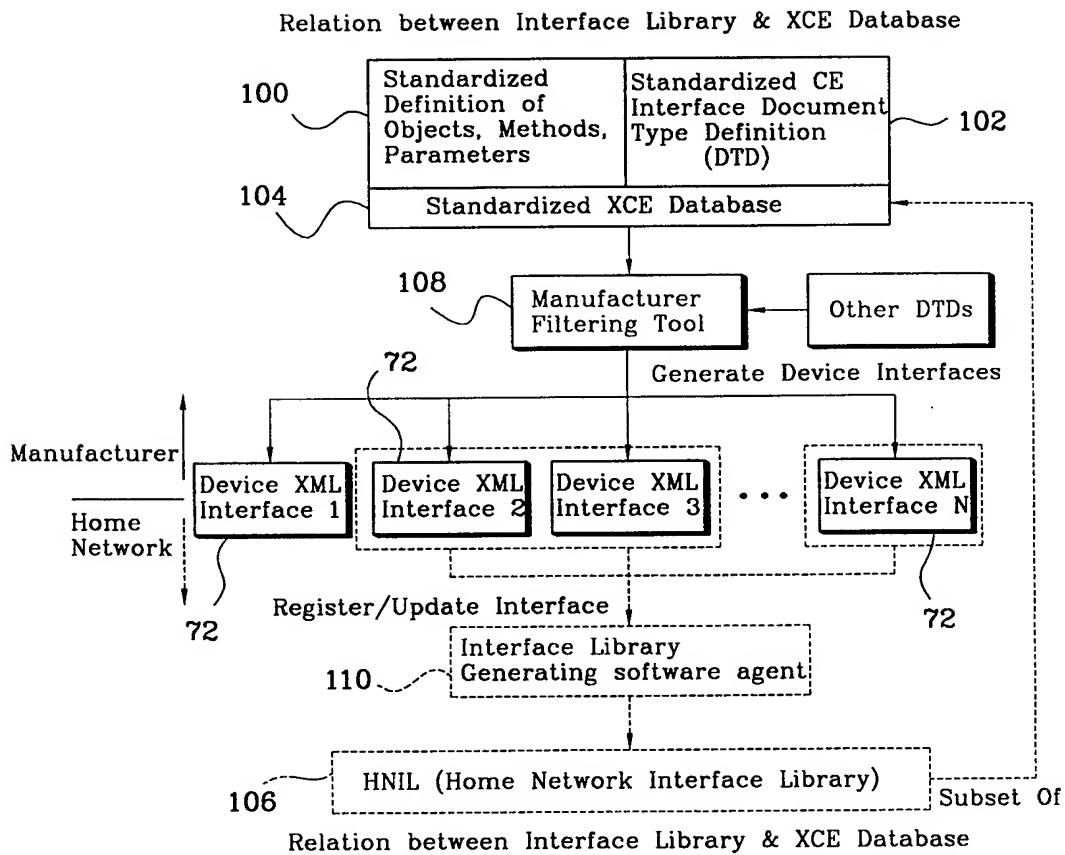 Relation between Interface Library & XCE Database
100
Standardized
Definition of
Objects, Methods,
Parameters
Standardized CE
Interface Document
Type Definition
(DTD)
102
104
Standardized XCE Database
108
Manufacturer
Filtering Tool
Other DTDs
72
Generate Device Interfaces
Manufacturer
Home
Network
Device XML
Interface 1
Device XML
Interface 2
Device XML
Interface 3
Device XML
Interface N
72
Register/Update Interface
72
110
Interface Library
Generating software agent
106
HNIL (Home Network Interface Library)
Subset Of
Relation between Interface Library & XCE Database